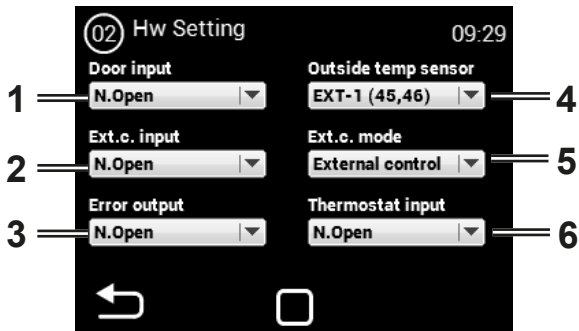 02 Hw Setting 09:29
Door input Outside temp sensor
1 N.Open EXT-1 (45,46) 4
Ext.c. input Ext.c. mode
2 N.Open External control 5
Error output Thermostat input
3 N.Open N.Open 6